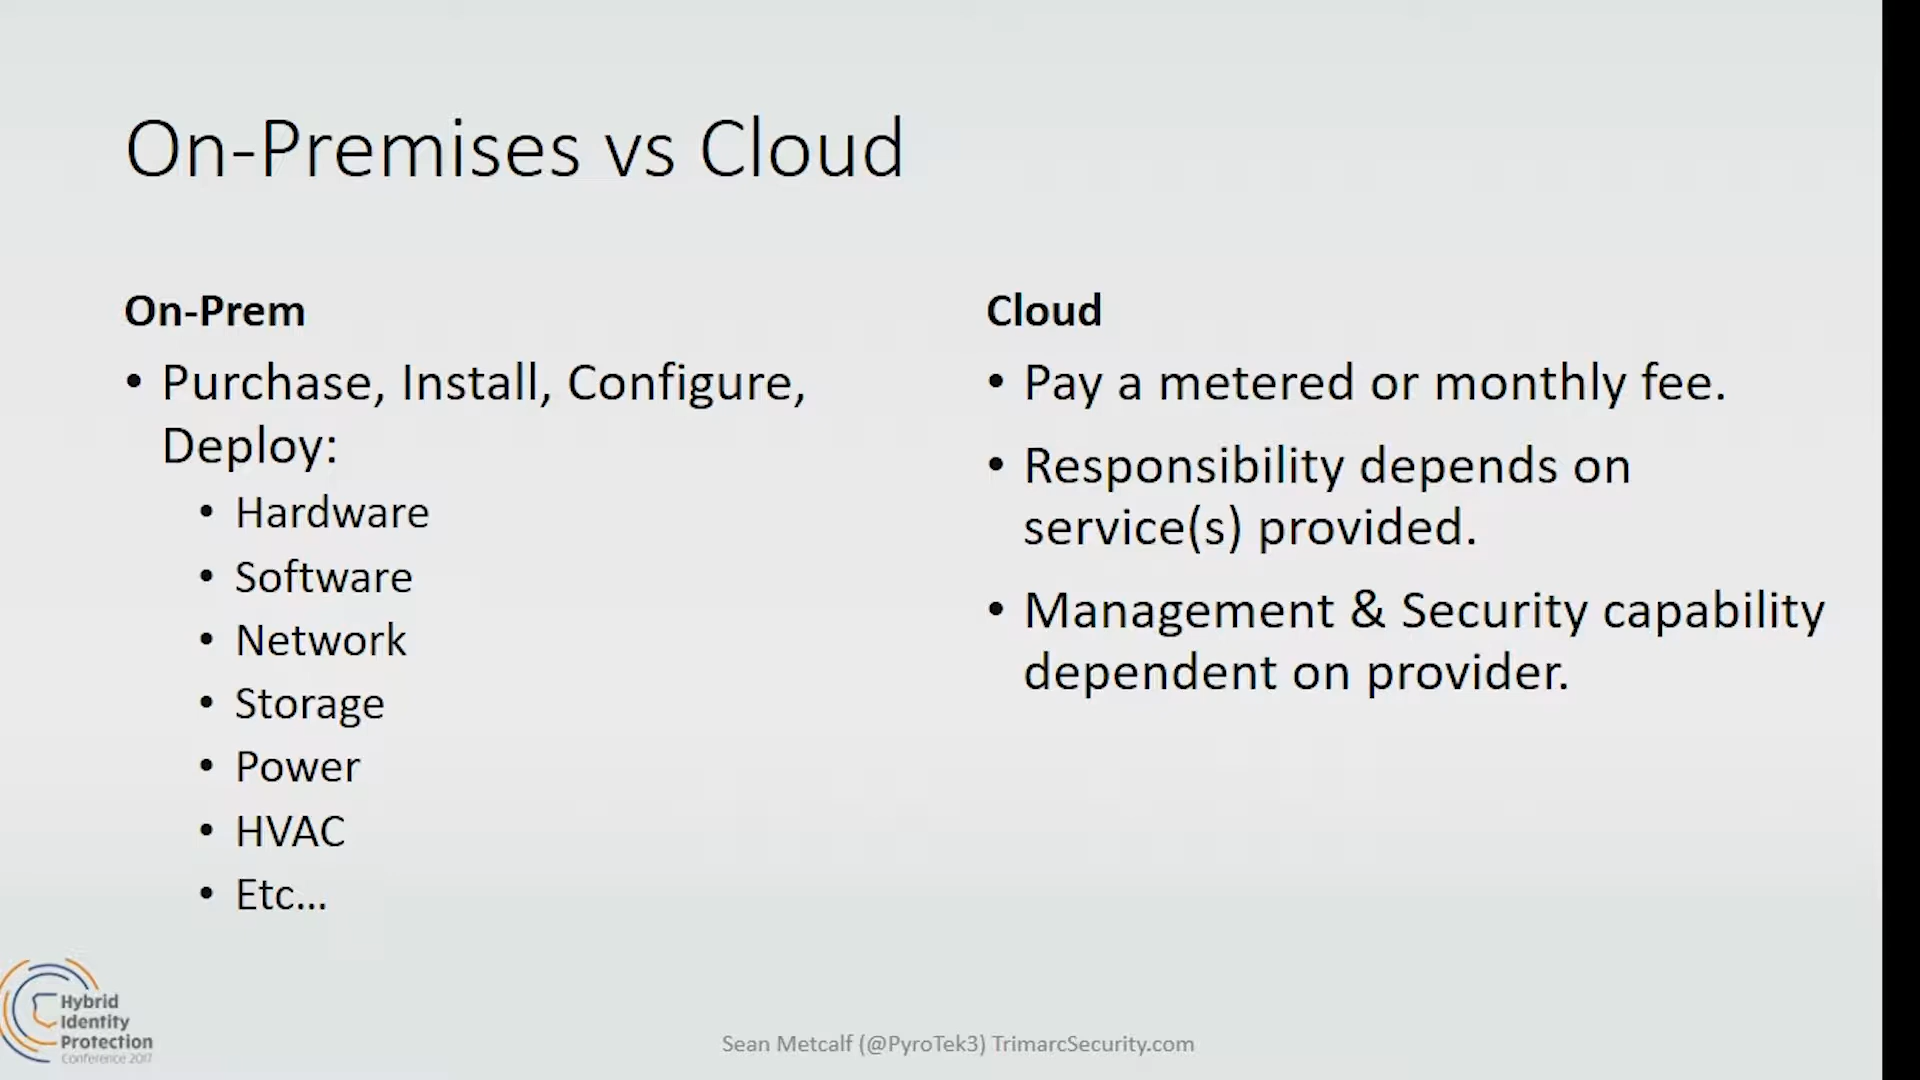 On-Premises vs Cloud
On-Prem
• Purchase, Install, Configure,
Deploy:
• Hardware
• Software
• Network
• Storage
• Power
• HVAC
• Etc...
Cloud
• Pay a metered or monthly fee.
• Responsibility depends on
service(s) provided.
• Management & Security capability
dependent on provider.
Hybrid
Identity
Protection
Conference 2017
Sean Metcalf (@PyroTek3) TrimarcSecurity.com